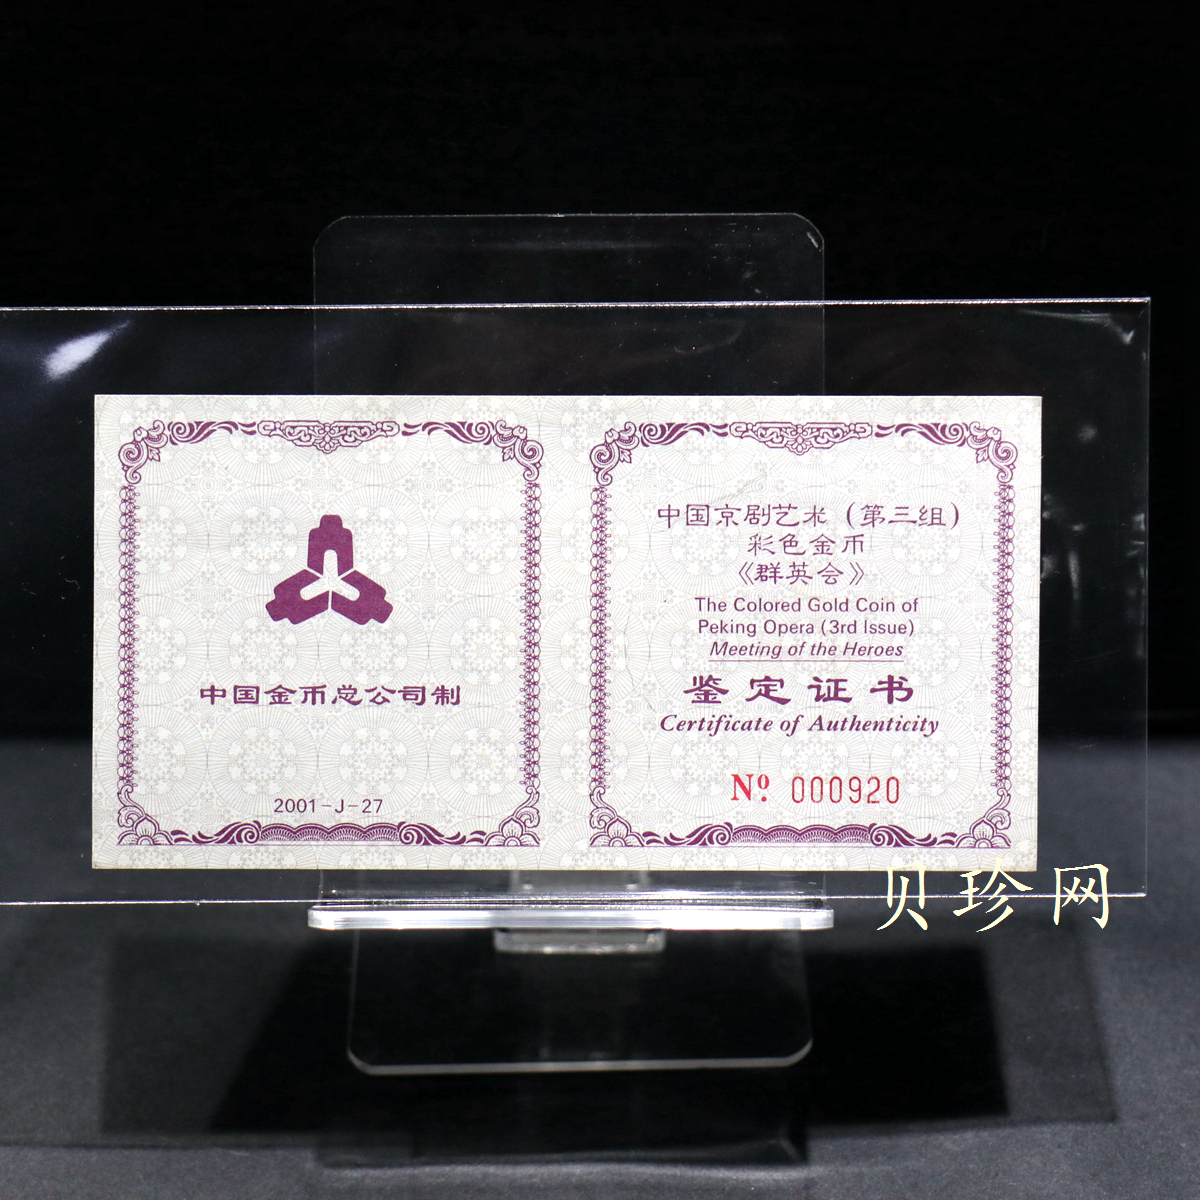 中国金币总公司制
2001-J-27
中国京剧艺术（第三组）
彩色金币
《群英会》
The Colored Gold Coin of
Peking Opera (3rd Issue)
Meeting of the Heroes
鉴定证书
Certificate of Authenticity
Nº 000920
贝珍网